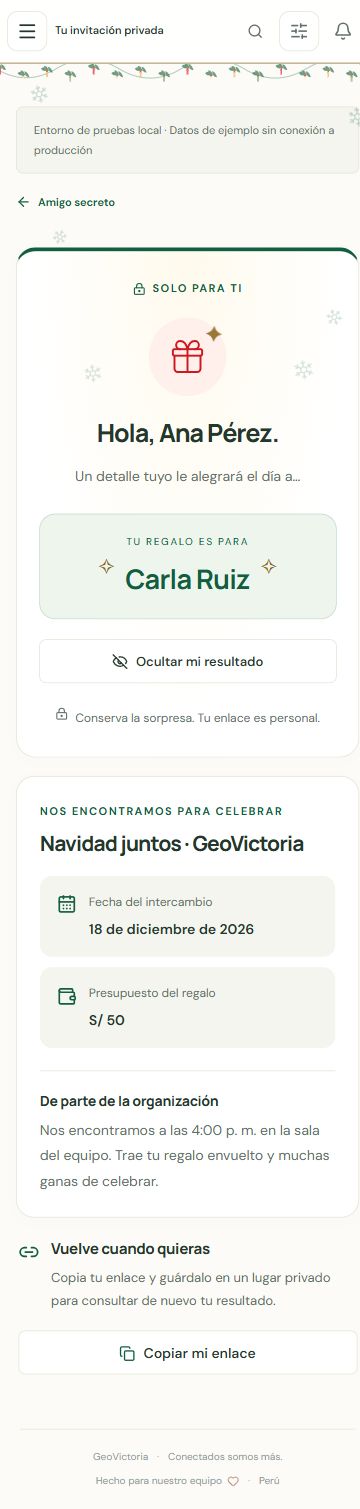 Tu invitación privada
Entorno de pruebas local · Datos de ejemplo sin conexión a
producción
Amigo secreto
SOLO PARA TI
Hola, Ana Pérez.
Un detalle tuyo le alegrará el día a...
TU REGALO ES PARA
Carla Ruiz
Ocultar mi resultado
Conserva la sorpresa. Tu enlace es personal.
NOS ENCONTRAMOS PARA CELEBRAR
Navidad juntos · GeoVictoria
Fecha del intercambio
18 de diciembre de 2026
Presupuesto del regalo
S/ 50
De parte de la organización
Nos encontramos a las 4:00 p. m. en la sala
del equipo. Trae tu regalo envuelto y muchas
ganas de celebrar.
Vuelve cuando quieras
Copia tu enlace y guárdalo en un lugar privado
para consultar de nuevo tu resultado.
Copiar mi enlace
GeoVictoria · Conectados somos más.
Hecho para nuestro equipo · Perú